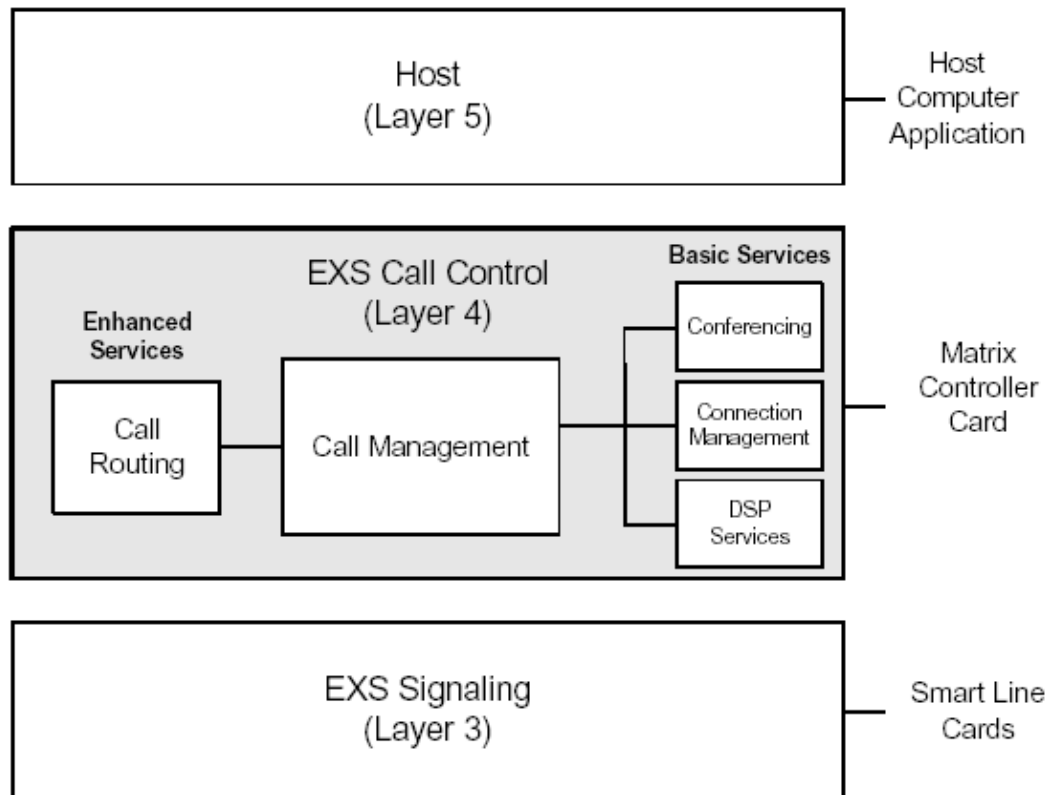 Host
(Layer 5)
Host
Computer
Application
EXS Call Control
(Layer 4)
Enhanced
Services
Call
Routing
Call Management
Basic Services
Conferencing
Connection
Management
DSP
Services
Matrix
Controller
Card
EXS Signaling
(Layer 3)
Smart Line
Cards